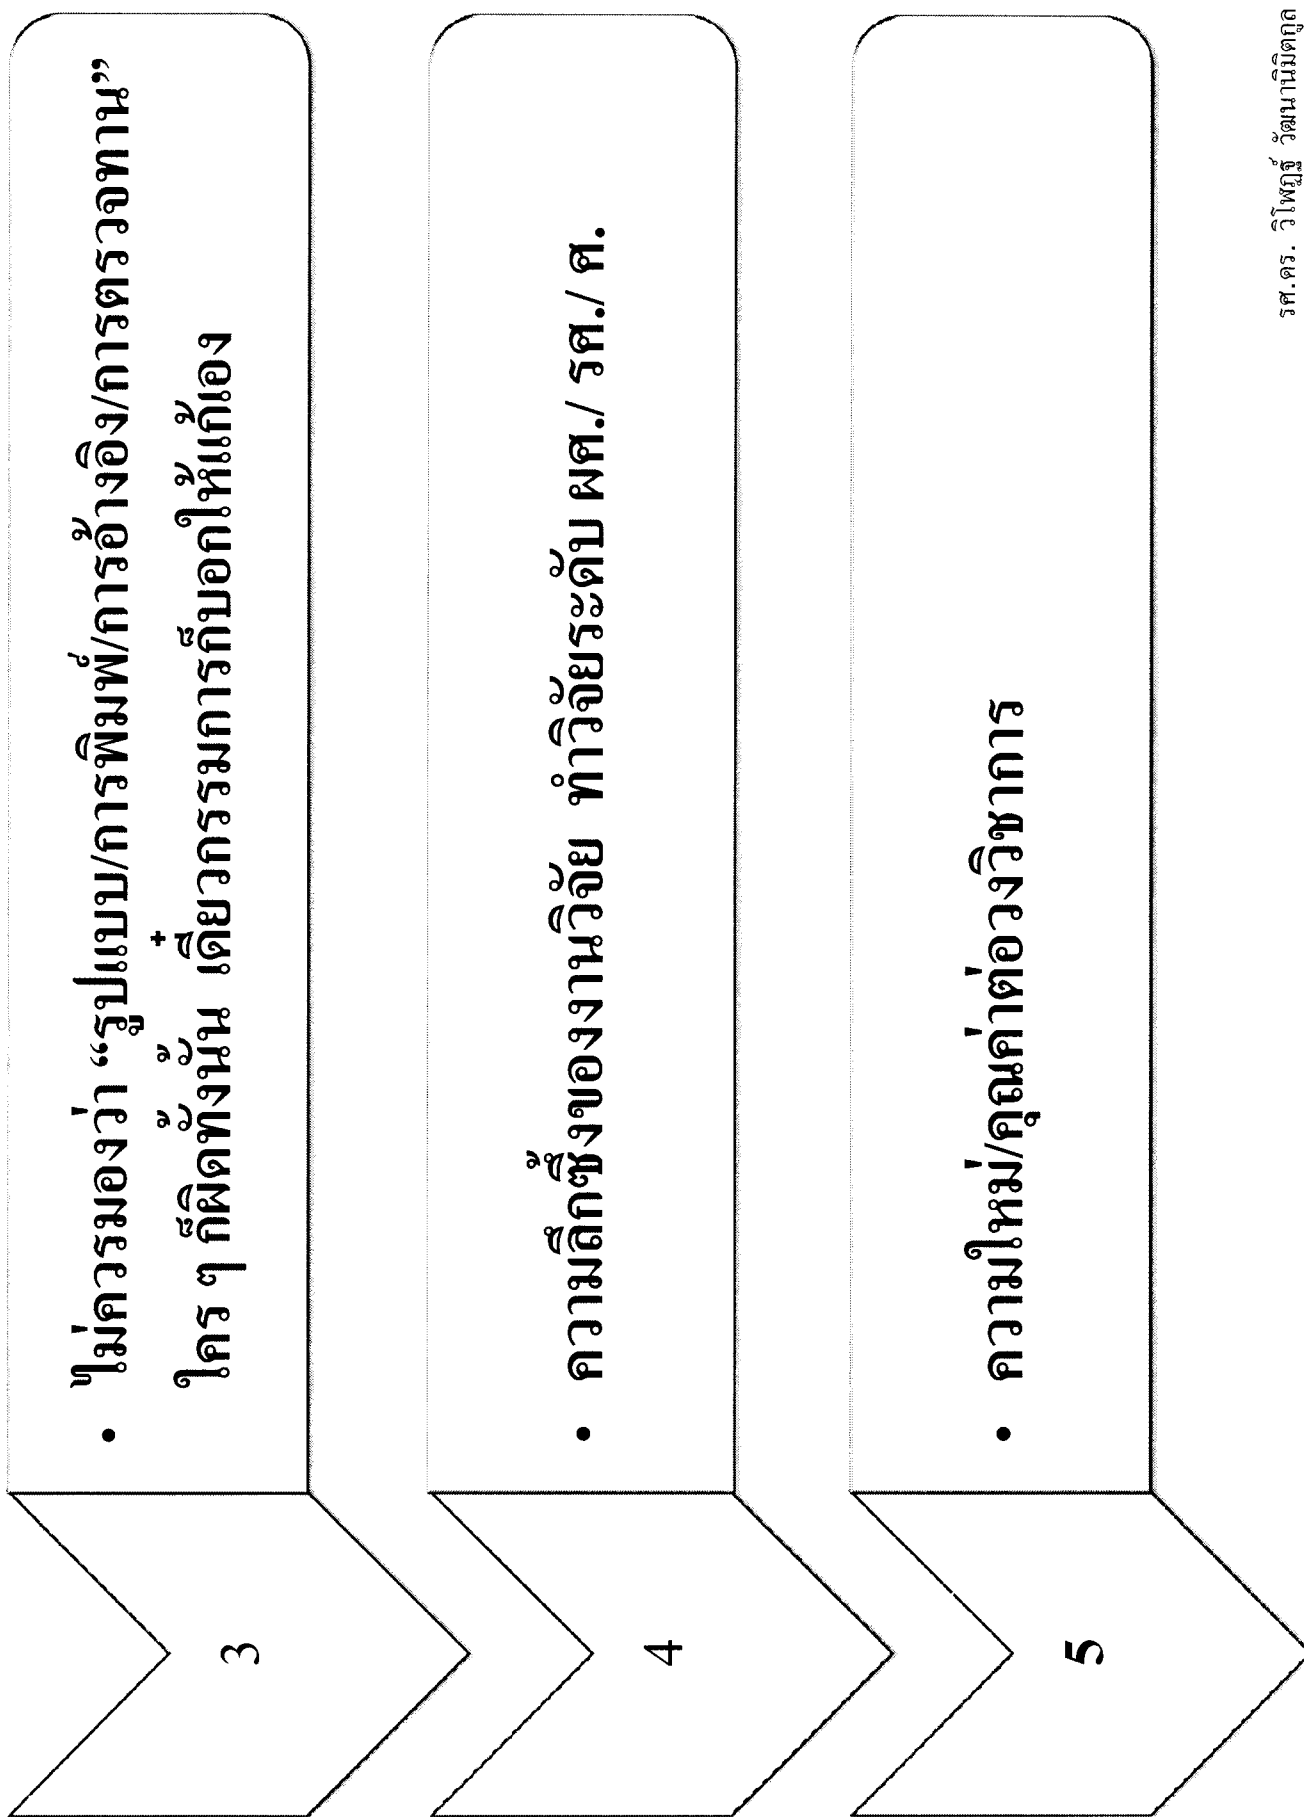 3
• ไม่ควรมองว่า “รูปแบบ/การพิมพ์/การอ้างอิง/การตรวจทาน”
ใคร ๆ ก็ผิดทั้งนั้น เดี๋ยวกรรมการก็บอกให้แก้เอง
4
• ความลึกซึ้งของงานวิจัย ทำวิจัยระดับ ผศ./ รศ./ ศ.
5
• ความใหม่/คุณค่าต่อวงวิชาการ
รศ.ดร. วิโฬฏฐ์ วัฒนานิมิตกูล